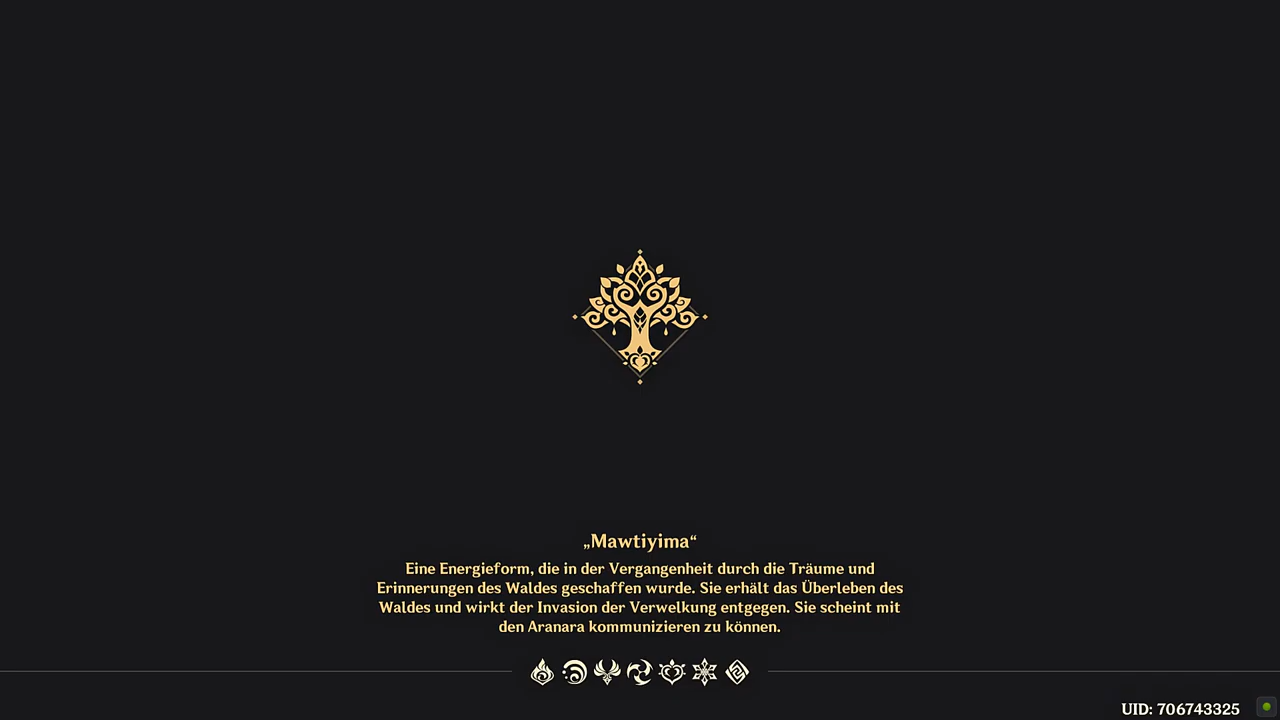 „Mawtiyima“
Eine Energieform, die in der Vergangenheit durch die Träume und
Erinnerungen des Waldes geschaffen wurde. Sie erhält das Überleben des
Waldes und wirkt der Invasion der Verwelkung entgegen. Sie scheint mit
den Aranara kommunizieren zu können.
UID: 706743325